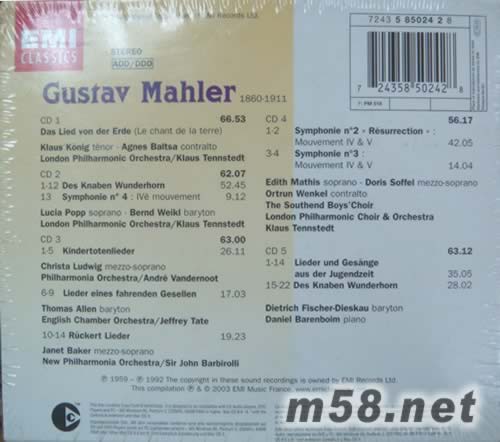 EMI
CLASSICS
EMI Records Ltd.
STEREO
ADD/DDD
7243 5 85024 2 8
7 24358 50242
Gustav Mahler 1860-1911
CD 1 66.53
Das Lied von der Erde (Le chant de la terre)
Klaus König ténor - Agnes Baltsa contralto
London Philharmonic Orchestra/Klaus Tennstedt
CD 2 62.07
1-12 Des Knaben Wunderhorn 52.45
13 Symphonie n° 4 : IVè mouvement 9.12
Lucia Popp soprano - Bernd Weikl baryton
London Philharmonic Orchestra/Klaus Tennstedt
CD 3 63.00
1-5 Kindertotenlieder 26.11
Christa Ludwig mezzo-soprano
Philharmonia Orchestra/André Vandernoot
6-9 Lieder eines fahrenden Gesellen 17.03
Thomas Allen baryton
English Chamber Orchestra/Jeffrey Tate
10-14 Rückert Lieder 19.23
Janet Baker mezzo-soprano
New Philharmonia Orchestra/Sir John Barbirolli
CD 4 56.17
1-2 Symphonie n°2 « Résurrection » :
Mouvement IV & V 42.05
3-4 Symphonie n°3 :
Mouvement IV & V 14.04
Edith Mathis soprano - Doris Soffel mezzo-soprano
Ortrun Wenkel contralto
The Southend Boys'Choir
London Philharmonic Choir & Orchestra
Klaus Tennstedt
CD 5 63.12
1-14 Lieder und Gesänge
aus der Jugendzeit 35.05
15-22 Des Knaben Wunderhorn 28.02
Dietrich Fischer-Dieskau baryton
Daniel Barenboim piano
℗ 1959 – 1992 The copyright in these sound recordings is owned by EMI Records Ltd.
This compilation ℗ & © 2003 EMI Music France.
m58.net